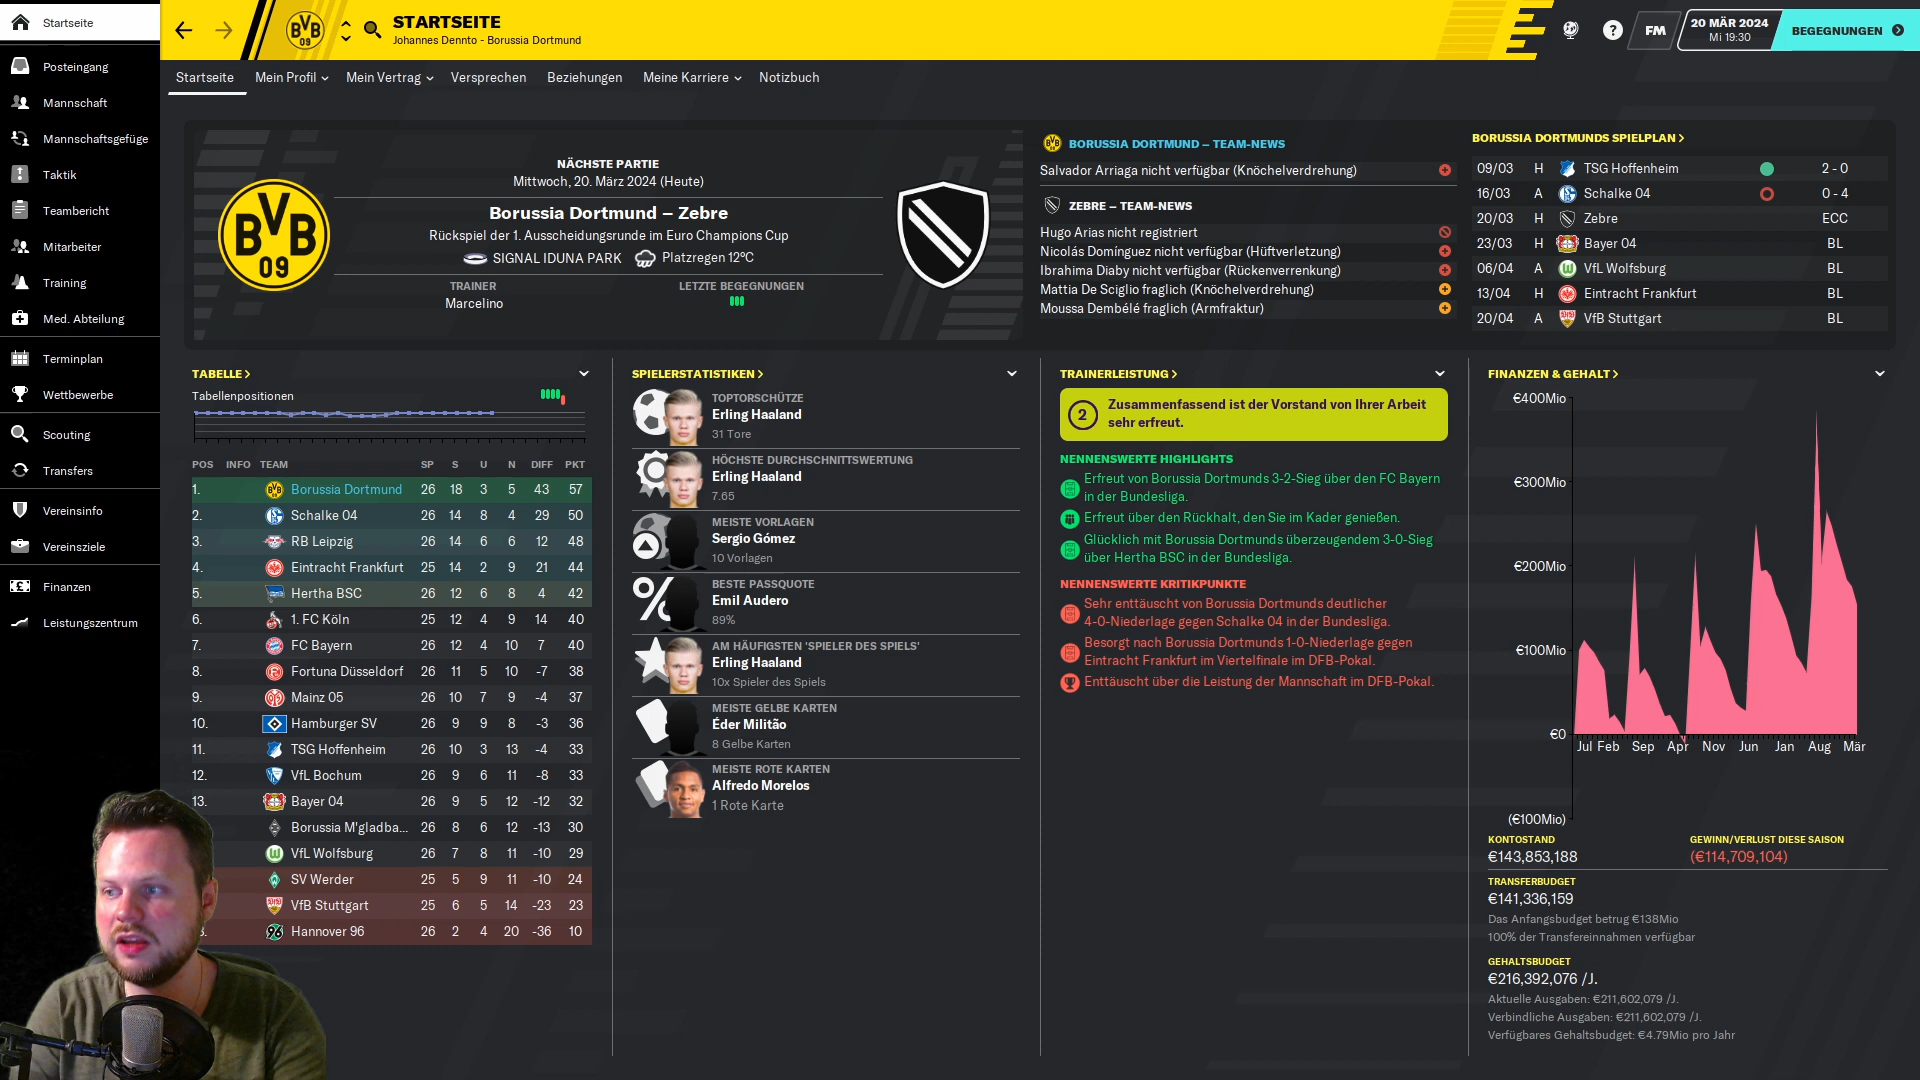 Startseite
Posteingang
Mannschaft
Mannschaftsgefüge
Taktik
Teambericht
Mitarbeiter
Training
Med. Abteilung
Terminplan
Wettbewerbe
Scouting
Transfers
Vereinsinfo
Vereinsziele
Finanzen
Leistungszentrum
BVB 09
STARTSEITE
Johannes Dennto - Borussia Dortmund
?
FM
20 MÄR 2024
Mi 19:30
BEGEGNUNGEN
Startseite Mein Profil Mein Vertrag Versprechen Beziehungen Meine Karriere Notizbuch
BVB 09
NÄCHSTE PARTIE
Mittwoch, 20. März 2024 (Heute)
Borussia Dortmund – Zebre
Rückspiel der 1. Ausscheidungsrunde im Euro Champions Cup
SIGNAL IDUNA PARK Platzregen 12°C
TRAINER LETZTE BEGEGNUNGEN
Marcelino
BORUSSIA DORTMUND – TEAM-NEWS
Salvador Arriaga nicht verfügbar (Knöchelverdrehung)
ZEBRE – TEAM-NEWS
Hugo Arias nicht registriert
Nicolás Domínguez nicht verfügbar (Hüftverletzung)
Ibrahima Diaby nicht verfügbar (Rückenverrenkung)
Mattia De Sciglio fraglich (Knöchelverdrehung)
Moussa Dembélé fraglich (Armfraktur)
BORUSSIA DORTMUNDS SPIELPLAN
09/03 H TSG Hoffenheim 2 - 0
16/03 A Schalke 04 0 - 4
20/03 H Zebre ECC
23/03 H Bayer 04 BL
06/04 A VfL Wolfsburg BL
13/04 H Eintracht Frankfurt BL
20/04 A VfB Stuttgart BL
TABELLE
Tabellenpositionen
POS INFO TEAM SP S U N DIFF PKT
1. Borussia Dortmund 26 18 3 5 43 57
2. Schalke 04 26 14 8 4 29 50
3. RB Leipzig 26 14 6 6 12 48
4. Eintracht Frankfurt 25 14 2 9 21 44
5. Hertha BSC 26 12 6 8 4 42
6. 1. FC Köln 25 12 4 9 14 40
7. FC Bayern 26 12 4 10 7 40
8. Fortuna Düsseldorf 26 11 5 10 -7 38
9. Mainz 05 26 10 7 9 -4 37
10. Hamburger SV 26 9 9 8 -3 36
11. TSG Hoffenheim 26 10 3 13 -4 33
12. VfL Bochum 26 9 6 11 -8 33
13. Bayer 04 26 9 5 12 -12 32
Borussia M'gladba... 26 8 6 12 -13 30
VfL Wolfsburg 26 7 8 11 -10 29
SV Werder 25 5 9 11 -10 24
VfB Stuttgart 25 6 5 14 -23 23
Hannover 96 26 2 4 20 -36 10
SPIELERSTATISTIKEN
TOPTORSCHÜTZE
Erling Haaland
31 Tore
HÖCHSTE DURCHSCHNITTSWERTUNG
Erling Haaland
7.65
MEISTE VORLAGEN
Sergio Gómez
10 Vorlagen
BESTE PASSQUOTE
Emil Audero
89%
AM HÄUFIGSTEN 'SPIELER DES SPIELS'
Erling Haaland
10x Spieler des Spiels
MEISTE GELBE KARTEN
Éder Militão
8 Gelbe Karten
MEISTE ROTE KARTEN
Alfredo Morelos
1 Rote Karte
TRAINERLEISTUNG
2
Zusammenfassend ist der Vorstand von Ihrer Arbeit
sehr erfreut.
NENNENSWERTE HIGHLIGHTS
Erfreut von Borussia Dortmunds 3-2-Sieg über den FC Bayern
in der Bundesliga.
Erfreut über den Rückhalt, den Sie im Kader genießen.
Glücklich mit Borussia Dortmunds überzeugendem 3-0-Sieg
über Hertha BSC in der Bundesliga.
NENNENSWERTE KRITIKPUNKTE
Sehr enttäuscht von Borussia Dortmunds deutlicher
4-0-Niederlage gegen Schalke 04 in der Bundesliga.
Besorgt nach Borussia Dortmunds 1-0-Niederlage gegen
Eintracht Frankfurt im Viertelfinale im DFB-Pokal.
Enttäuscht über die Leistung der Mannschaft im DFB-Pokal.
FINANZEN & GEHALT
€400Mio
€300Mio
€200Mio
€100Mio
€0
(€100Mio)
Jul Feb Sep Apr Nov Jun Jan Aug Mär
KONTOSTAND GEWINN/VERLUST DIESE SAISON
€143,853,188 (€114,709,104)
TRANSFERBUDGET
€141,336,159
Das Anfangsbudget betrug €138Mio
100% der Transfereinnahmen verfügbar
GEHALTSBUDGET
€216,392,076 /J.
Aktuelle Ausgaben: €211,602,079 /J.
Verbindliche Ausgaben: €211,602,079 /J.
Verfügbares Gehaltsbudget: €4.79Mio pro Jahr